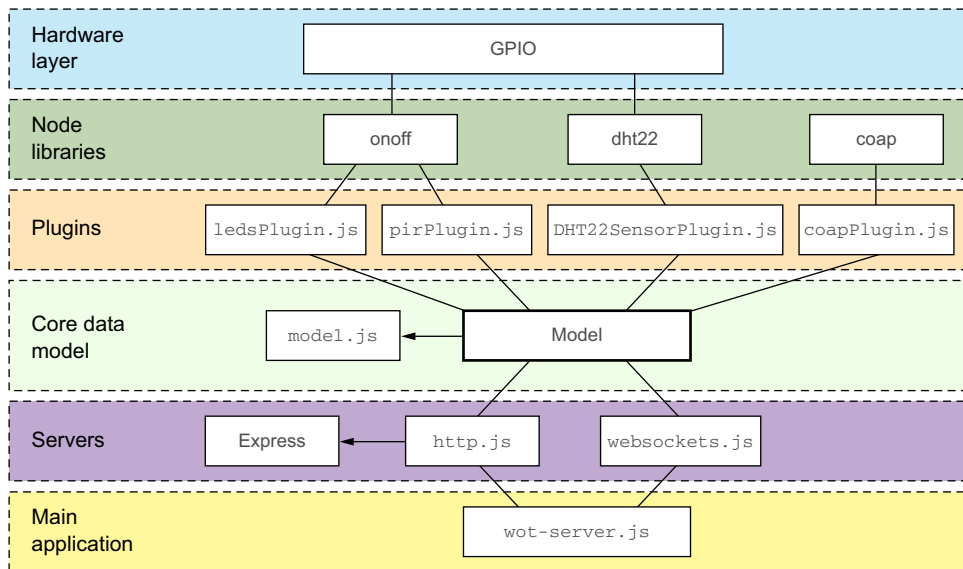 Hardware
layer
GPIO
Node
libraries
onoff
dht22
coap
Plugins
ledsPlugin.js
pirPlugin.js
DHT22SensorPlugin.js
coapPlugin.js
Core data
model
model.js
Model
Servers
Express
http.js
websockets.js
Main
application
wot-server.js